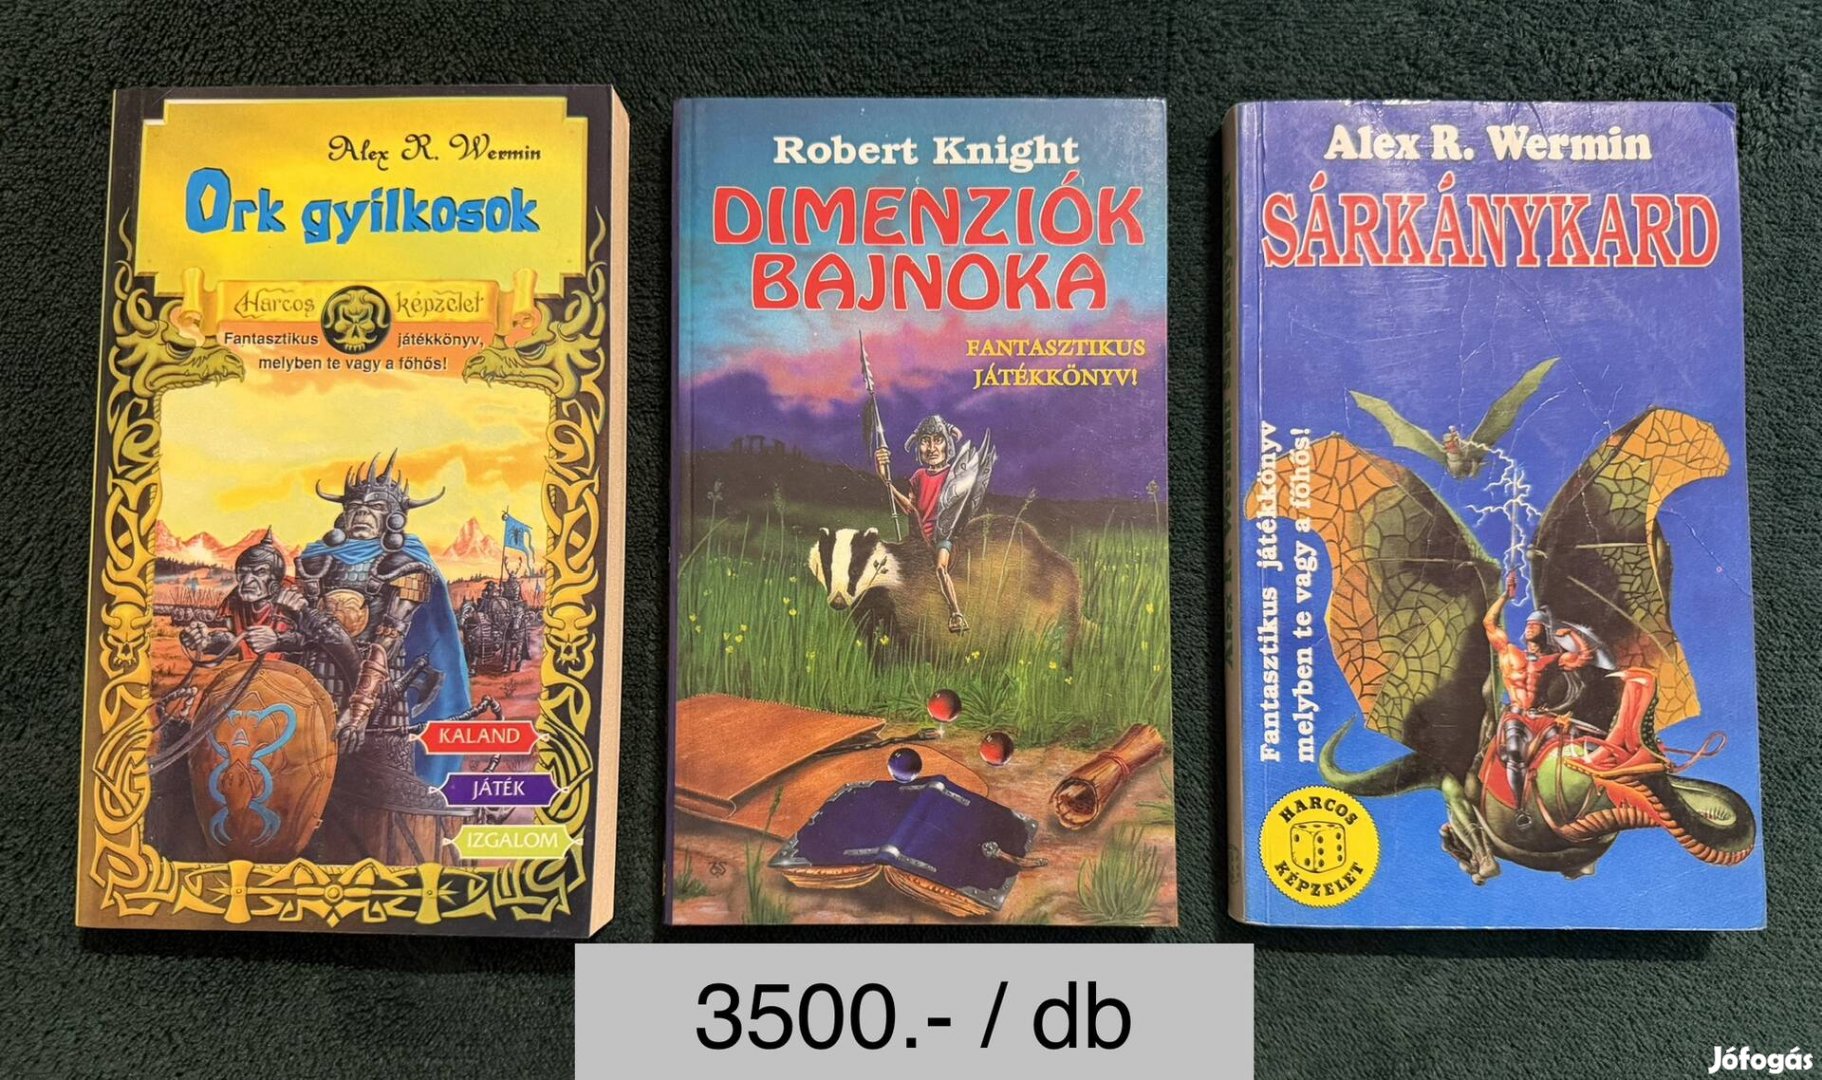 Alex R. Wermin
Ork gyilkosok
Harcos képzelet
Fantasztikus játékkönyv,
melyben te vagy a főhős!
KALAND
JÁTÉK
IZGALOM
Robert Knight
DIMENZIÓK
BAJNOKA
FANTASZTIKUS
JÁTÉKKÖNYV!
Alex R. Wermin
SÁRKÁNYKARD
Fantasztikus játékkönyv
melyben te vagy a főhős!
HARCOS
KÉPZELET
3500.- / db
Jófogás